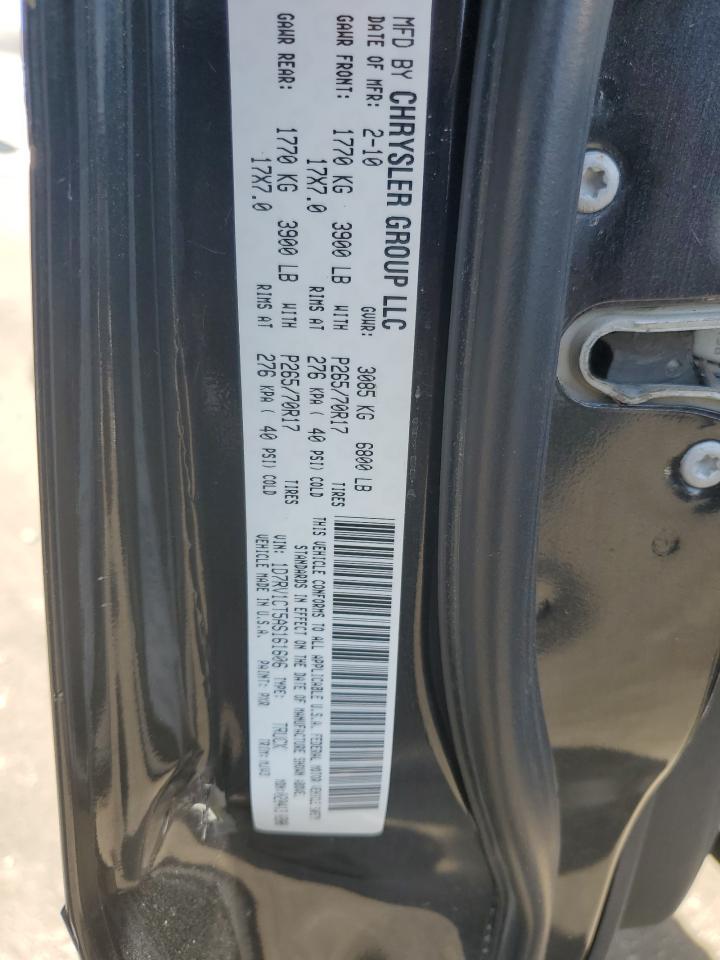 MFD BY CHRYSLER GROUP LLC
DATE OF MFR: 2-10 GVWR: 3085 KG 6800 LB
GAWR FRONT: 1770 KG 3900 LB WITH P265/70R17 TIRES
17X7.0 RIMS AT 276 KPA ( 40 PSI) COLD
GAWR REAR: 1770 KG 3900 LB WITH P265/70R17 TIRES
17X7.0 RIMS AT 276 KPA ( 40 PSI) COLD
THIS VEHICLE CONFORMS TO ALL APPLICABLE U.S.A. FEDERAL MOTOR VEHICLE SAFETY
STANDARDS IN EFFECT ON THE DATE OF MANUFACTURE SHOWN ABOVE.
VIN: 1D7RV1CT5AS161606 TYPE: TRUCK
VEHICLE MADE IN U.S.A. PAINT: TRIM: